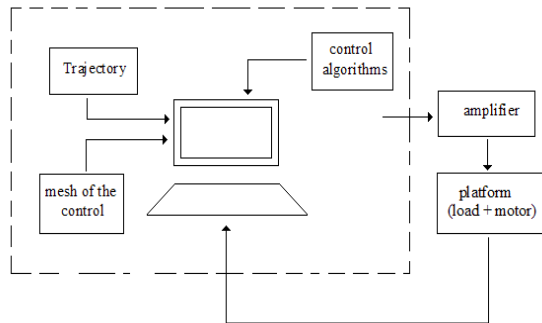 control
algorithms
Trajectory
amplifier
mesh of the
control
platform
(load + motor)